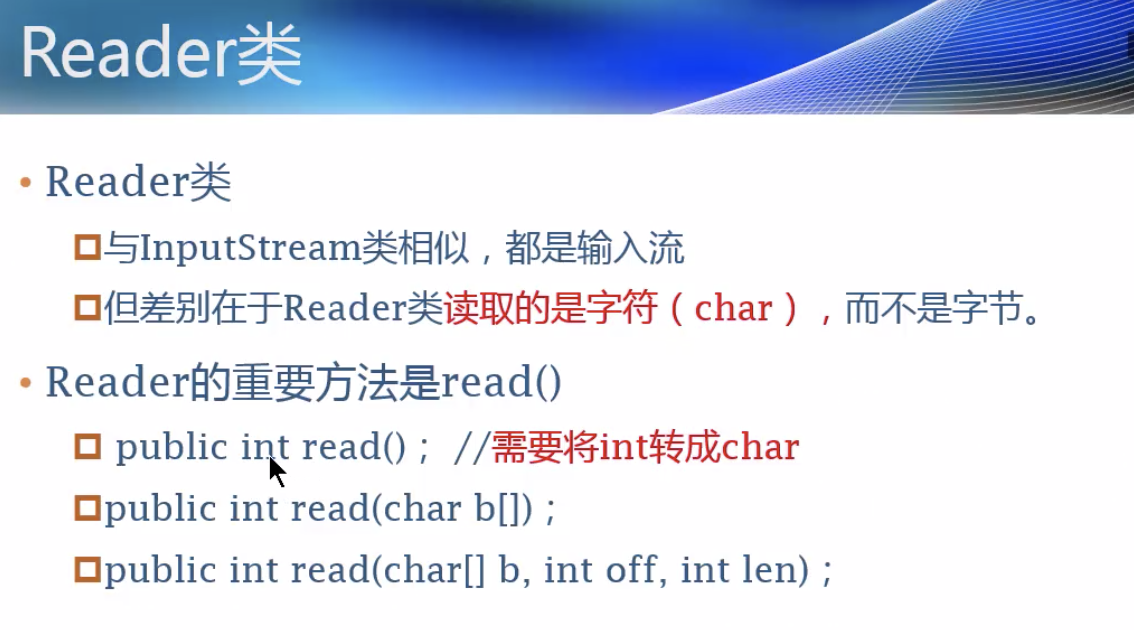 Reader类
• Reader类
与InputStream类相似，都是输入流
但差别在于Reader类读取的是字符（char），而不是字节。
• Reader的重要方法是read()
public int read()； //需要将int转成char
public int read(char b[])；
public int read(char[] b, int off, int len)；